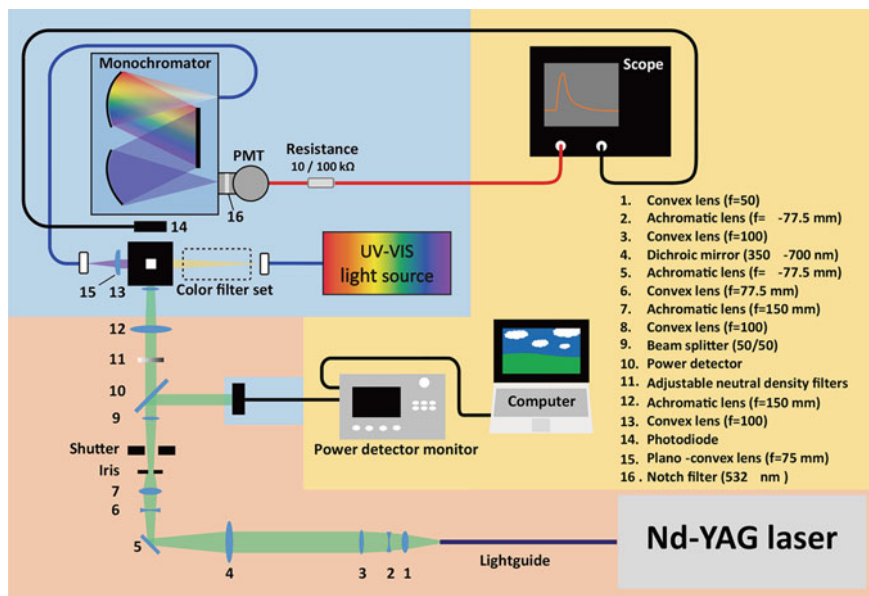 Monochromator
Scope
PMT
Resistance
10 / 100 kΩ
16
14
15
13
Color filter set
UV-VIS
light source
12
11
10
9
Shutter
Iris
7
6
5
4
3
2
1
Power detector monitor
Computer
Lightguide
Nd-YAG laser
1. Convex lens (f=50)
2. Achromatic lens (f= -77.5 mm)
3. Convex lens (f=100)
4. Dichroic mirror (350 -700 nm)
5. Achromatic lens (f= -77.5 mm)
6. Convex lens (f=77.5 mm)
7. Achromatic lens (f=150 mm)
8. Convex lens (f=100)
9. Beam splitter (50/50)
10. Power detector
11. Adjustable neutral density filters
12. Achromatic lens (f=150 mm)
13. Convex lens (f=100)
14. Photodiode
15. Plano -convex lens (f=75 mm)
16 . Notch filter (532 nm )